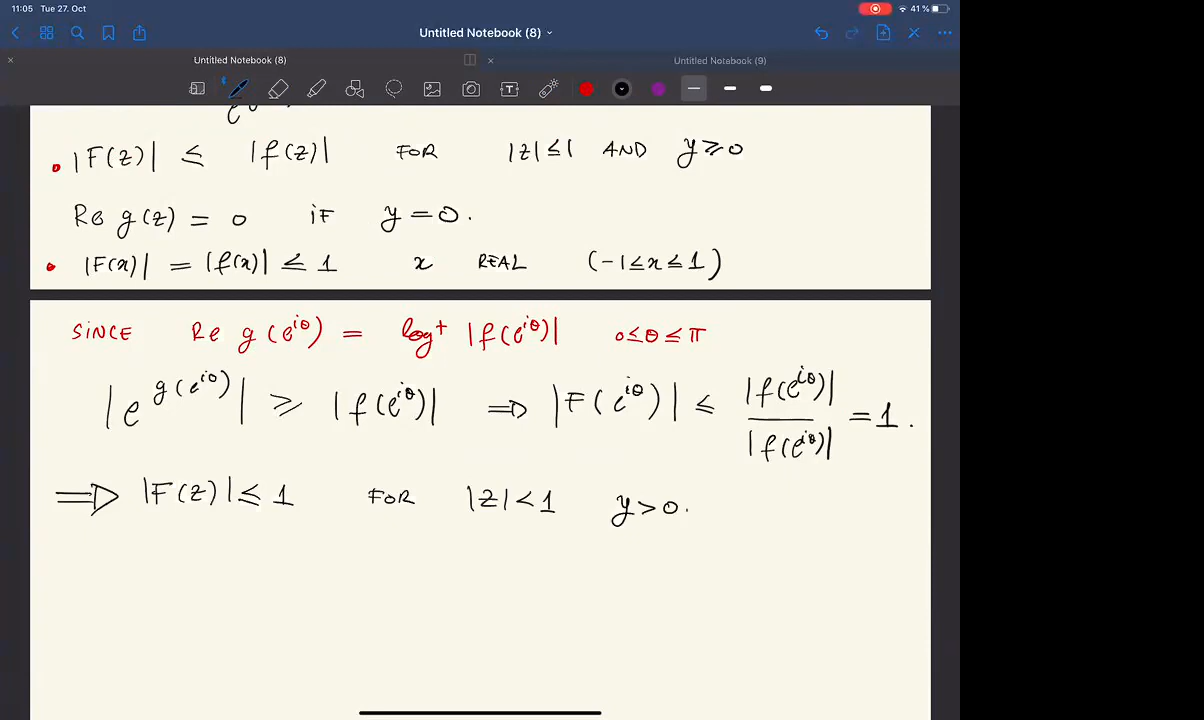 11:05 Tue 27. Oct 41 %
Untitled Notebook (8)
Untitled Notebook (8) Untitled Notebook (9)
|F(z)| ≤ |f(z)| FOR |z| ≤ 1 AND y ≥ 0
Re g(z) = 0 iF y = 0.
|F(x)| = |f(x)| ≤ 1 x REAL (-1 ≤ x ≤ 1)
SINCE Re g(e^{iθ}) = log⁺ |f(e^{iθ})| 0 ≤ θ ≤ π
|e^{g(e^{iθ})}| ≥ |f(e^{iθ})| ⇒ |F(e^{iθ})| ≤ |f(e^{iθ})| / |f(e^{iθ})| = 1.
⇒ |F(z)| ≤ 1 FOR |z| < 1 y > 0.